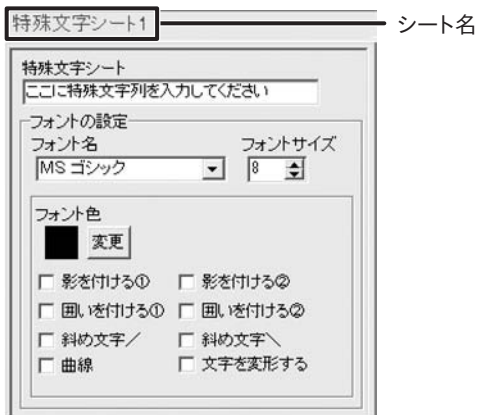 特殊文字シート1
シート名
特殊文字シート
ここに特殊文字列を入力してください
フォントの設定
フォント名 フォントサイズ
MS ゴシック 8
フォント色
変更
影を付ける① 影を付ける②
囲いを付ける① 囲いを付ける②
斜め文字／ 斜め文字＼
曲線 文字を変形する